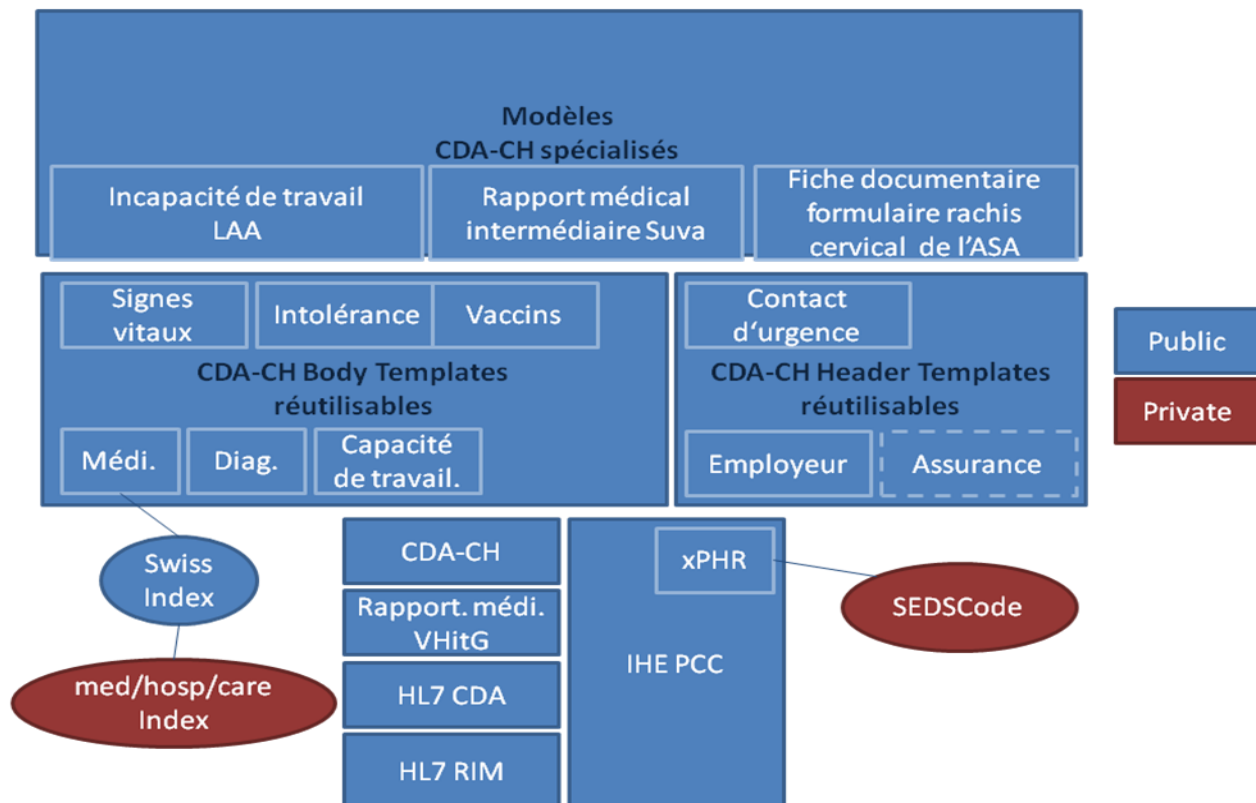 Modèles
CDA-CH spécialisés
Incapacité de travail
LAA
Rapport médical
intermédiaire Suva
Fiche documentaire
formulaire rachis
cervical de l'ASA
Signes
vitaux
Intolérance
Vaccins
CDA-CH Body Templates
réutilisables
Médi.
Diag.
Capacité
de travail.
Contact
d‘urgence
CDA-CH Header Templates
réutilisables
Employeur
Assurance
Public
Private
Swiss
Index
med/hosp/care
Index
CDA-CH
Rapport. médi.
VHitG
HL7 CDA
HL7 RIM
xPHR
IHE PCC
SEDSCode